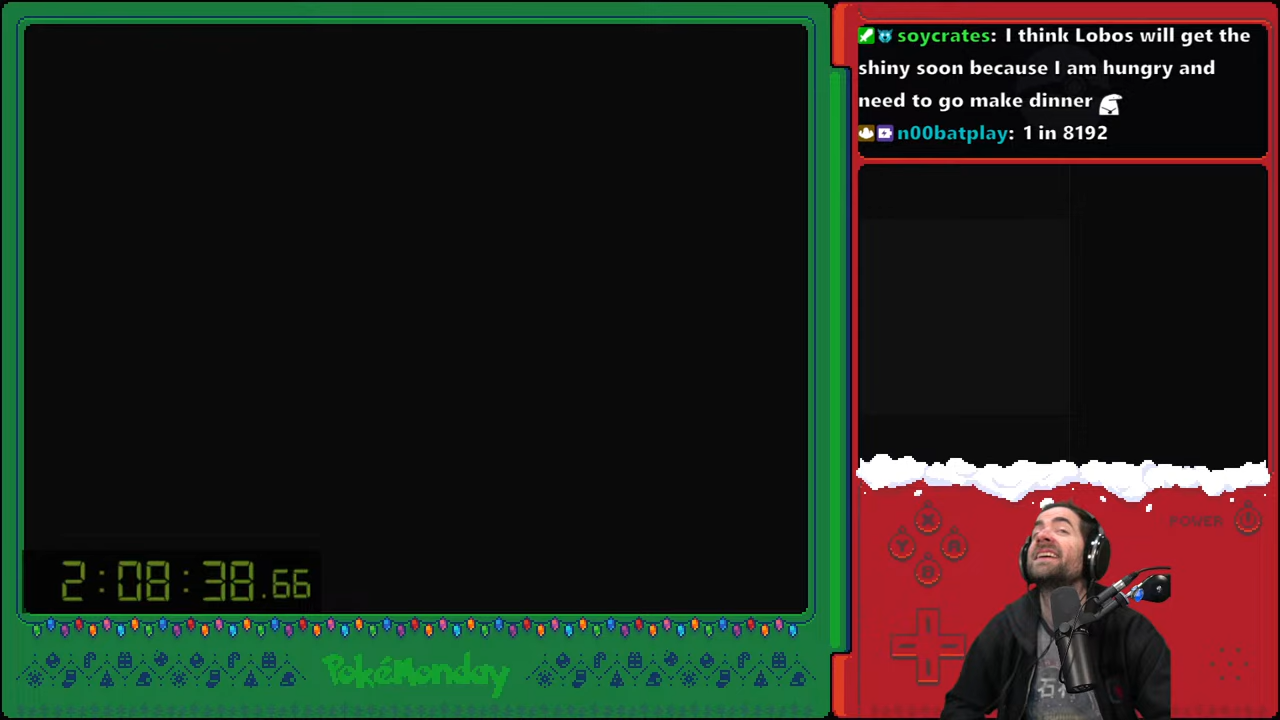 soycrates: I think Lobos will get the
shiny soon because I am hungry and
need to go make dinner
n00batplay: 1 in 8192
POWER
X
Y
A
B
2:08:38.66
PokéMonday